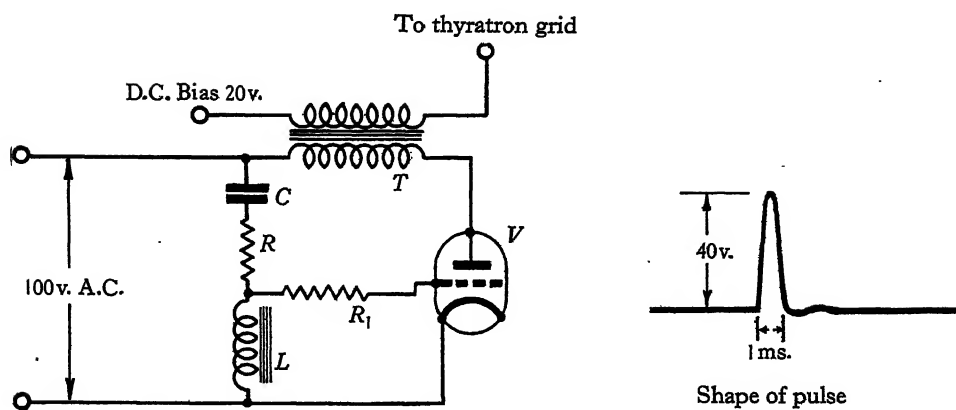 To thyratron grid
D.C. Bias 20v.
T
C
V
R
40v.
100v. A.C.
R1
L
1ms.
Shape of pulse